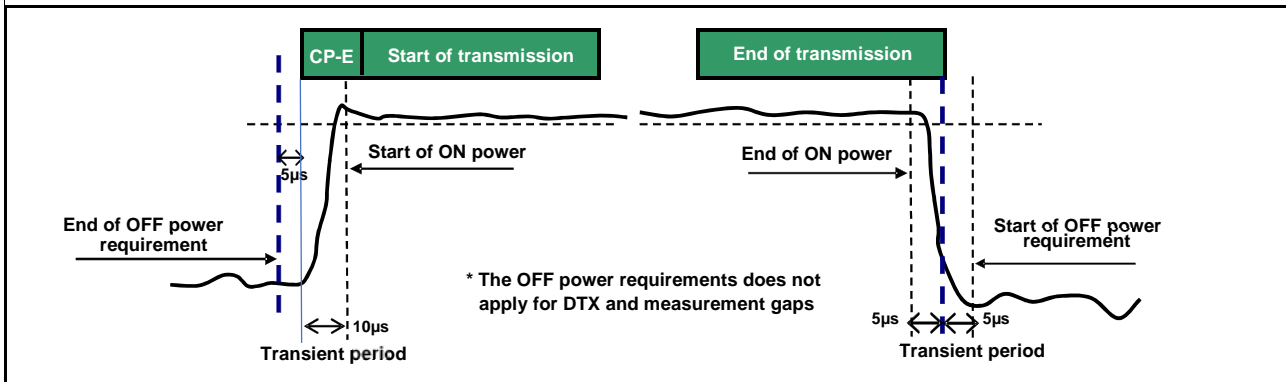 CP-E
Start of transmission
End of transmission
5µs
Start of ON power
End of ON power
End of OFF power
requirement
Start of OFF power
requirement
* The OFF power requirements does not
apply for DTX and measurement gaps
10µs
Transient period
5µs
5µs
Transient period